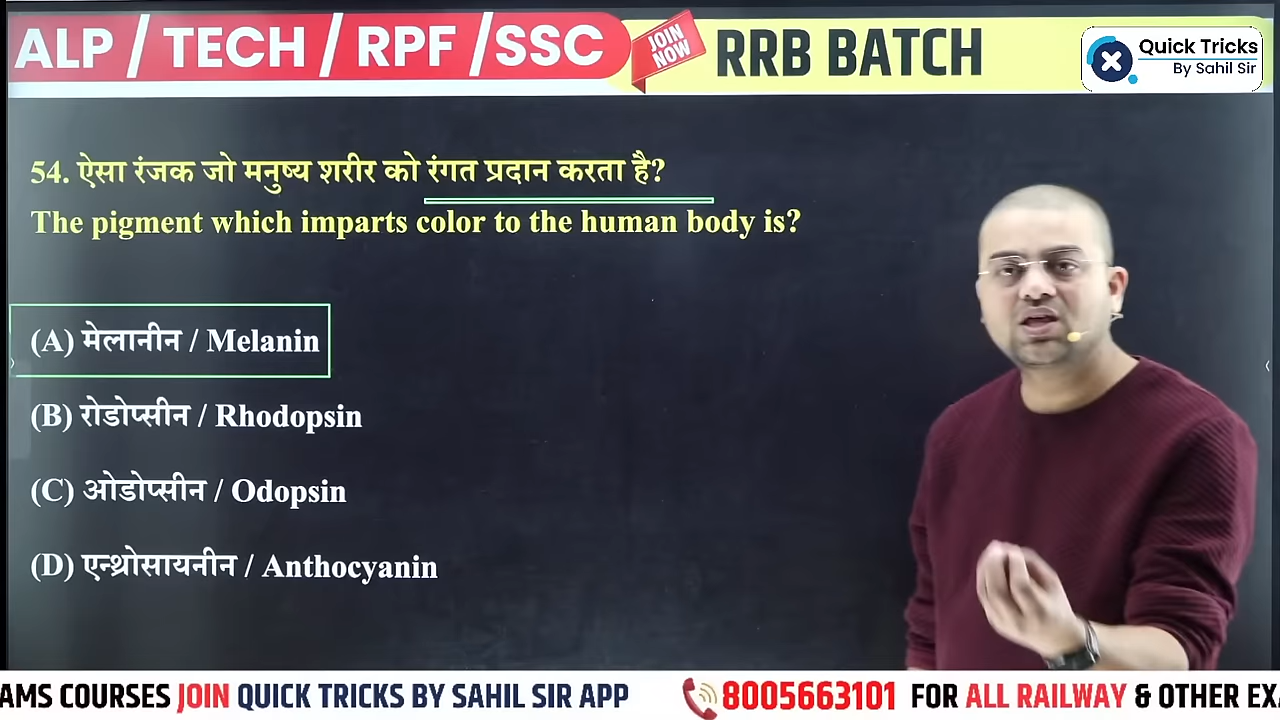 ALP / TECH / RPF / SSC
JOIN NOW
RRB BATCH
Quick Tricks
By Sahil Sir
54. ऐसा रंजक जो मनुष्य शरीर को रंगत प्रदान करता है?
The pigment which imparts color to the human body is?
(A) मेलानीन / Melanin
(B) रोडोप्सीन / Rhodopsin
(C) ओडोप्सीन / Odopsin
(D) एन्थ्रोसायनीन / Anthocyanin
AMS COURSES JOIN QUICK TRICKS BY SAHIL SIR APP 8005663101 FOR ALL RAILWAY & OTHER EX